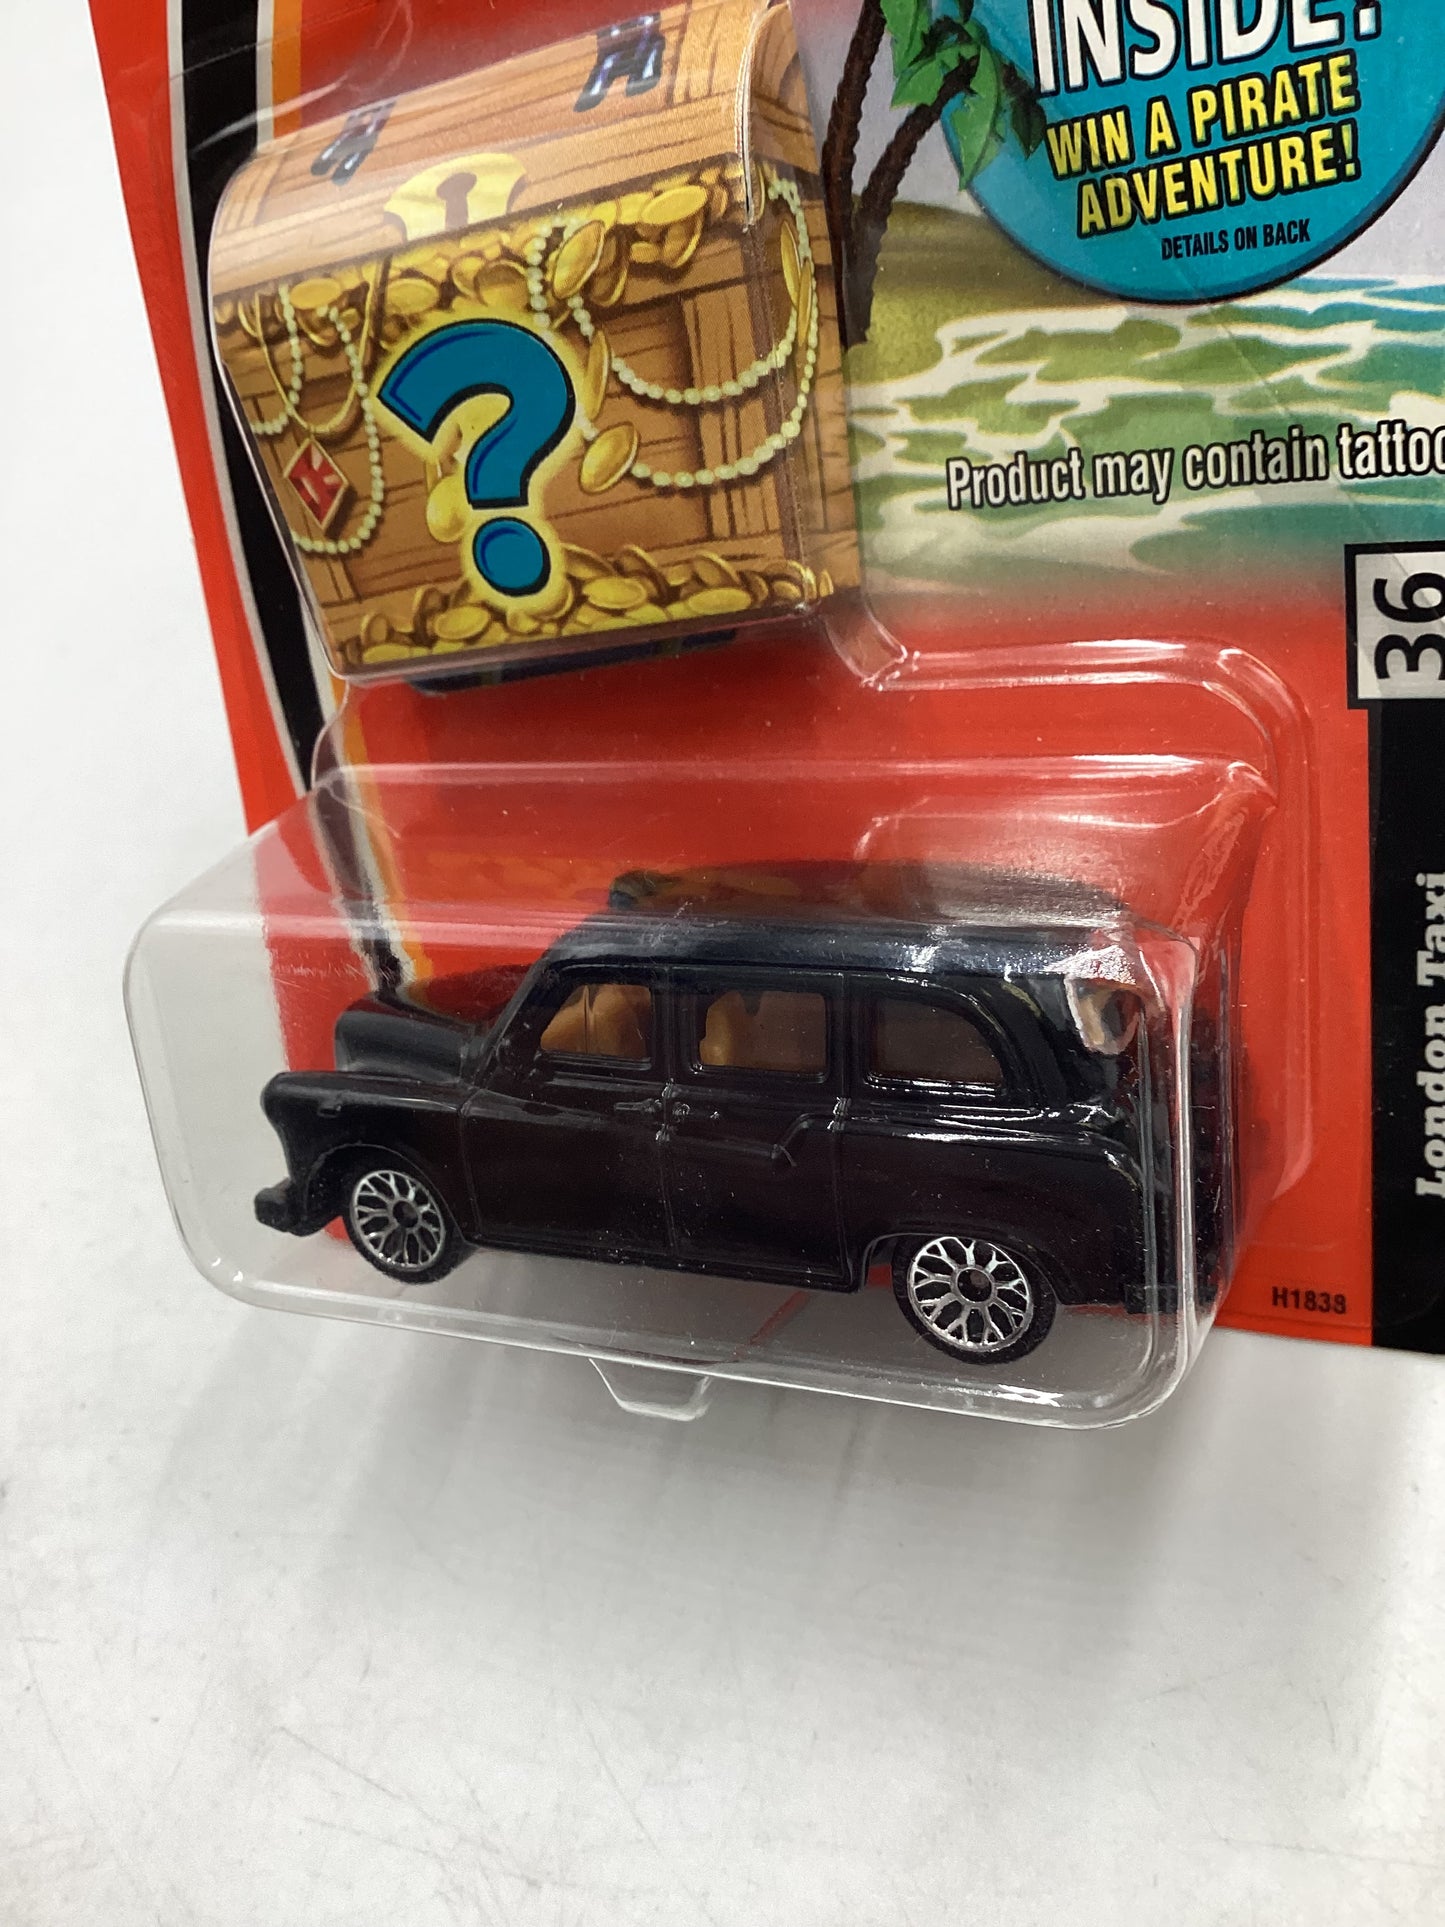 INSIDE!
WIN A PIRATE
ADVENTURE!
DETAILS ON BACK
?
Product may contain tattoo
36
London Taxi
H1838